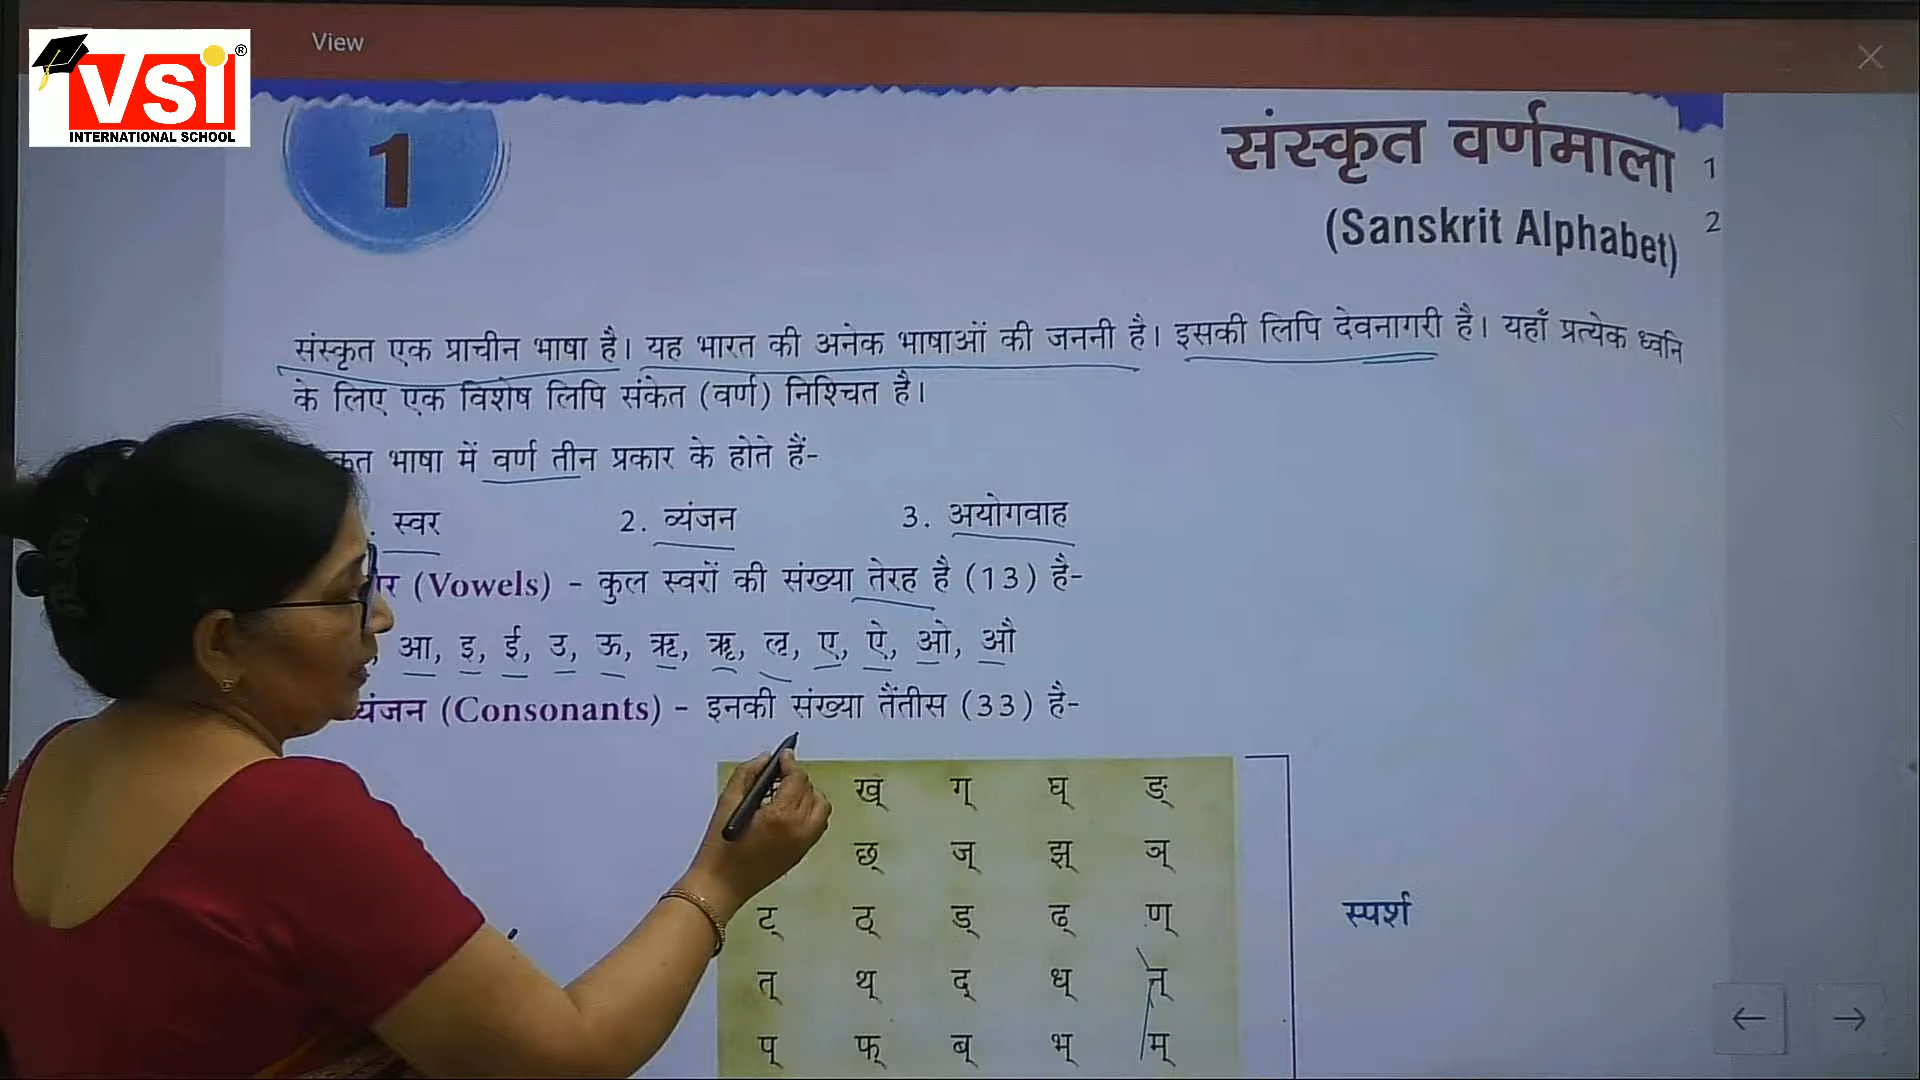 VSI ®
INTERNATIONAL SCHOOL
View
1
संस्कृत वर्णमाला 1
(Sanskrit Alphabet) 2
संस्कृत एक प्राचीन भाषा है। यह भारत की अनेक भाषाओं की जननी है। इसकी लिपि देवनागरी है। यहाँ प्रत्येक ध्वनि
के लिए एक विशेष लिपि संकेत (वर्ण) निश्चित है।
भाषा में वर्ण तीन प्रकार के होते हैं-
स्वर 2. व्यंजन 3. अयोगवाह
(Vowels) - कुल स्वरों की संख्या तेरह है (13) है-
आ, इ, ई, उ, ऊ, ऋ, ॠ, लृ, ए, ऐ, ओ, औ
व्यंजन (Consonants) - इनकी संख्या तैंतीस (33) है-
ख् ग् घ् ङ्
छ् ज् झ् ञ्
ट् ठ् ड् ढ् ण्
स्पर्श
त् थ् द् ध् न्
प् फ् ब् भ् म्